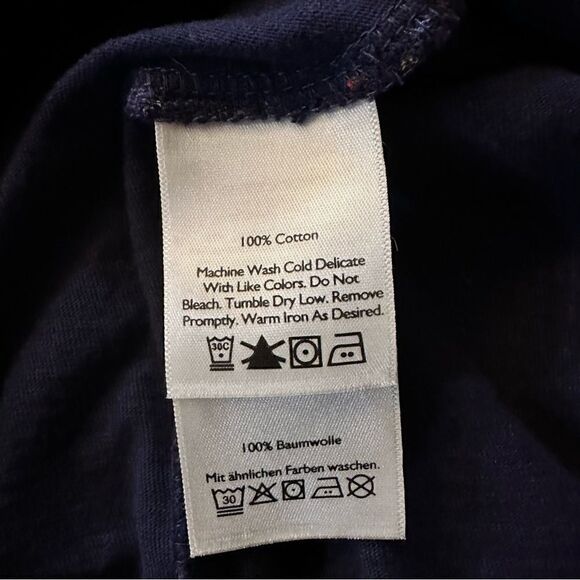 100% Cotton
Machine Wash Cold Delicate
With Like Colors. Do Not
Bleach. Tumble Dry Low. Remove
Promptly. Warm Iron As Desired.
30C
100% Baumwolle
Mit ähnlichen Farben waschen.
30